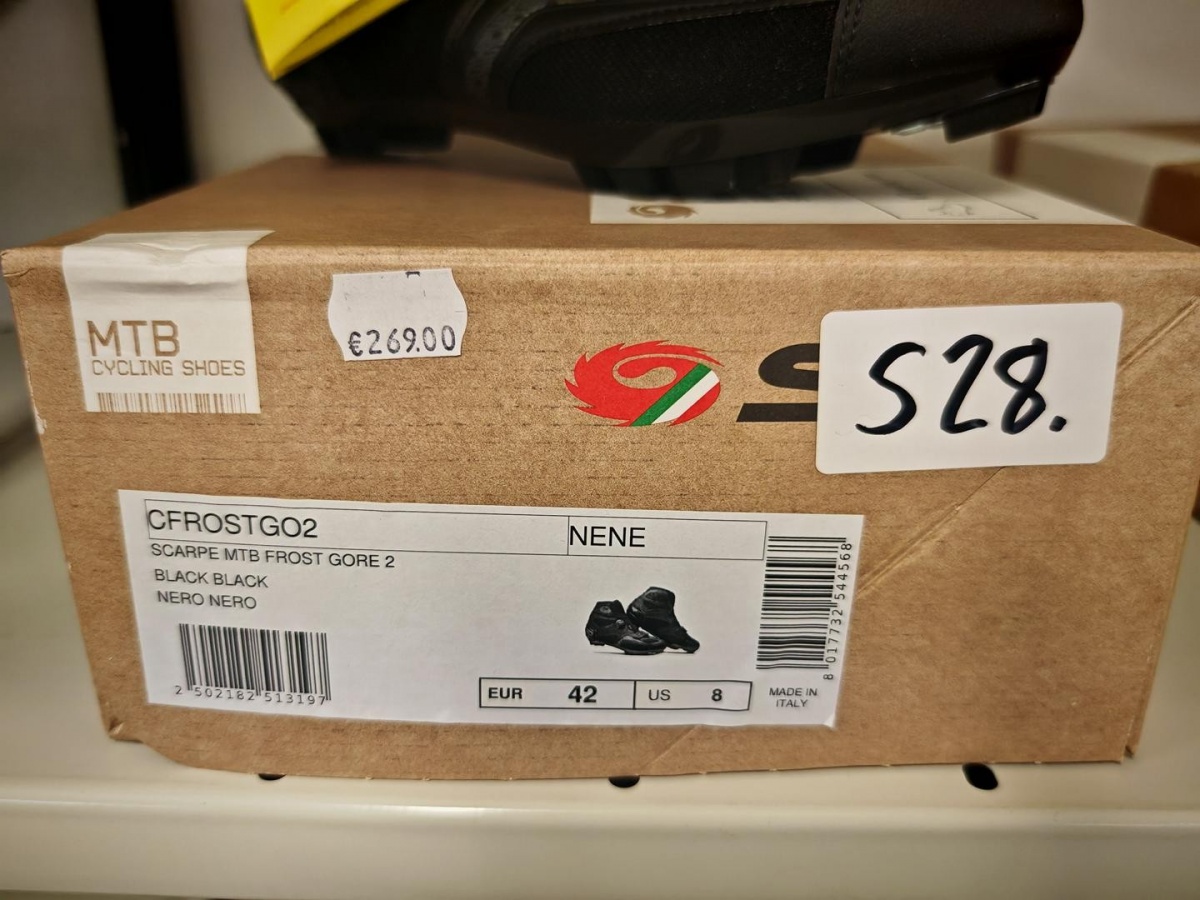 MTB
CYCLING SHOES
€269.00
S
S28.
CFROSTGO2
NENE
SCARPE MTB FROST GORE 2
BLACK BLACK
NERO NERO
2 502182 513197
EUR 42 US 8
MADE IN
ITALY
8 017732 544568